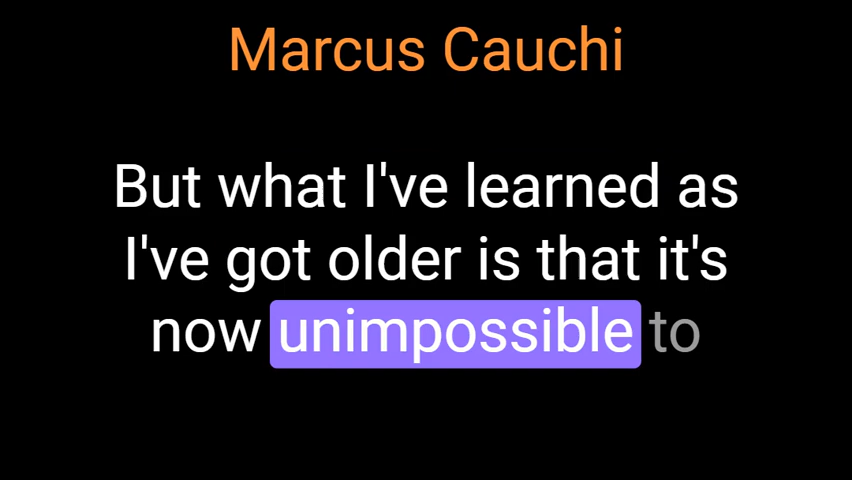 Marcus Cauchi
But what I've learned as
I've got older is that it's
now unimpossible to